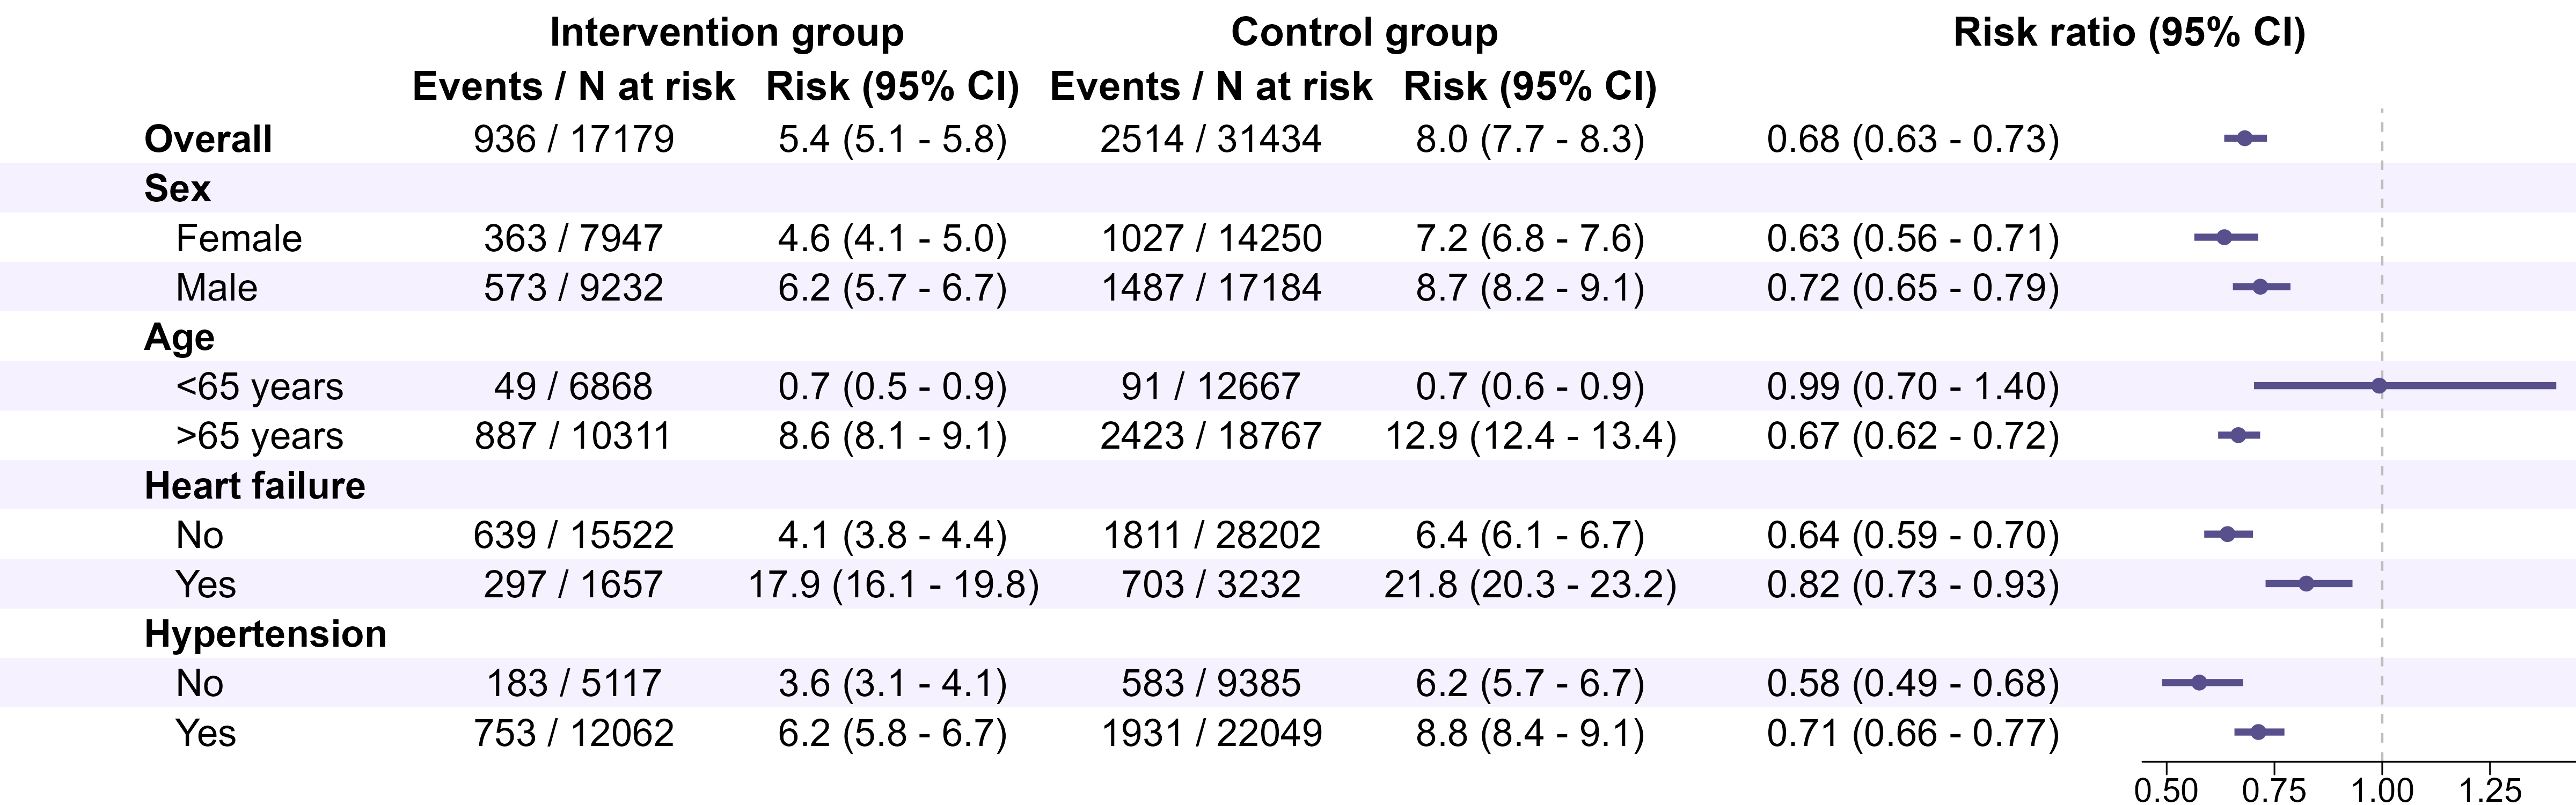 Intervention group Control group Risk ratio (95% CI)
Events / N at risk Risk (95% CI) Events / N at risk Risk (95% CI)
Overall 936 / 17179 5.4 (5.1 - 5.8) 2514 / 31434 8.0 (7.7 - 8.3) 0.68 (0.63 - 0.73)
Sex
Female 363 / 7947 4.6 (4.1 - 5.0) 1027 / 14250 7.2 (6.8 - 7.6) 0.63 (0.56 - 0.71)
Male 573 / 9232 6.2 (5.7 - 6.7) 1487 / 17184 8.7 (8.2 - 9.1) 0.72 (0.65 - 0.79)
Age
<65 years 49 / 6868 0.7 (0.5 - 0.9) 91 / 12667 0.7 (0.6 - 0.9) 0.99 (0.70 - 1.40)
>65 years 887 / 10311 8.6 (8.1 - 9.1) 2423 / 18767 12.9 (12.4 - 13.4) 0.67 (0.62 - 0.72)
Heart failure
No 639 / 15522 4.1 (3.8 - 4.4) 1811 / 28202 6.4 (6.1 - 6.7) 0.64 (0.59 - 0.70)
Yes 297 / 1657 17.9 (16.1 - 19.8) 703 / 3232 21.8 (20.3 - 23.2) 0.82 (0.73 - 0.93)
Hypertension
No 183 / 5117 3.6 (3.1 - 4.1) 583 / 9385 6.2 (5.7 - 6.7) 0.58 (0.49 - 0.68)
Yes 753 / 12062 6.2 (5.8 - 6.7) 1931 / 22049 8.8 (8.4 - 9.1) 0.71 (0.66 - 0.77)
0.50 0.75 1.00 1.25